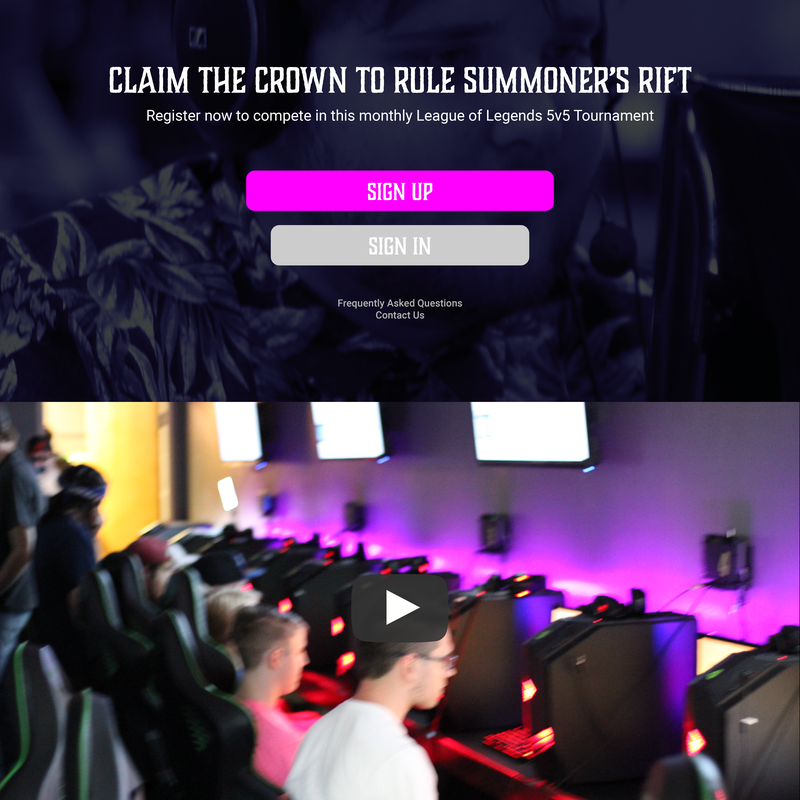 CLAIM THE CROWN TO RULE SUMMONER'S RIFT
Register now to compete in this monthly League of Legends 5v5 Tournament
SIGN UP
SIGN IN
Frequently Asked Questions
Contact Us